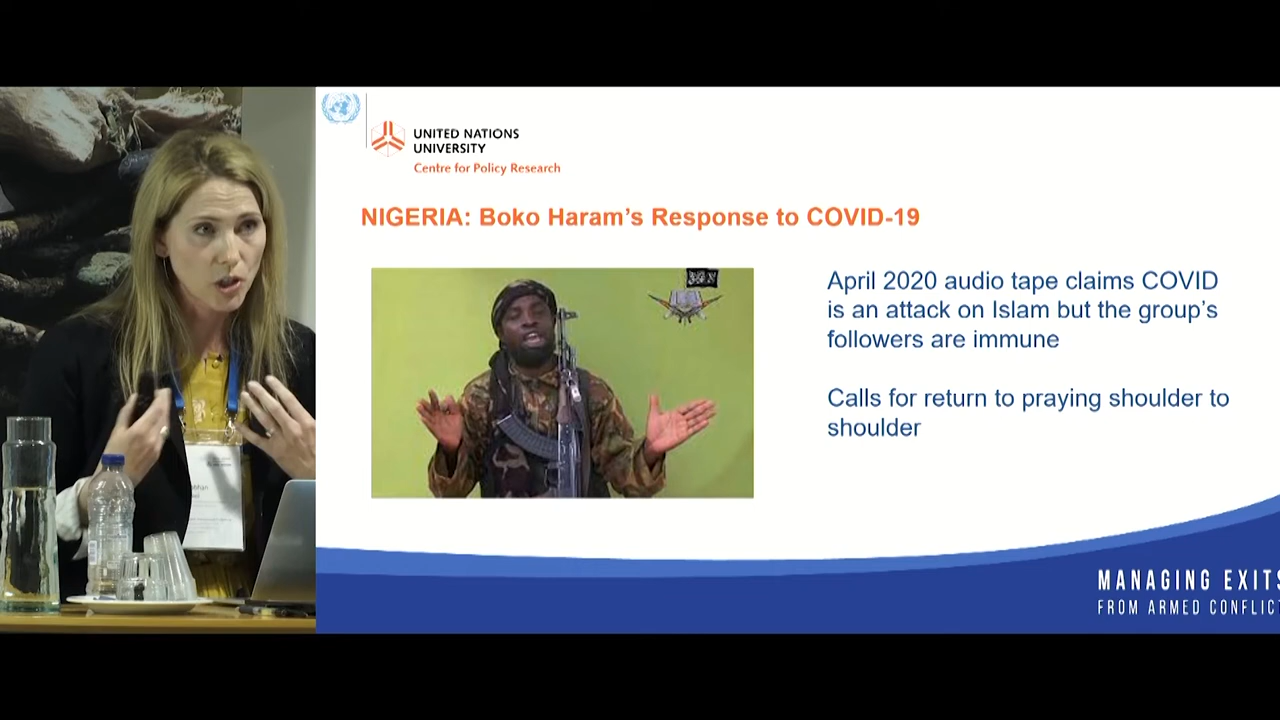 UNITED NATIONS
UNIVERSITY
Centre for Policy Research
NIGERIA: Boko Haram's Response to COVID-19
April 2020 audio tape claims COVID
is an attack on Islam but the group's
followers are immune
Calls for return to praying shoulder to
shoulder
MANAGING EXITS
FROM ARMED CONFLICT